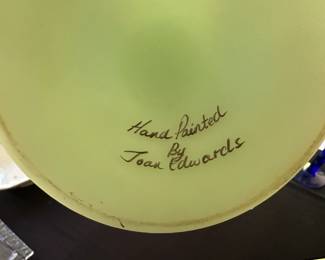 Hand Painted
By
Joan Edwards